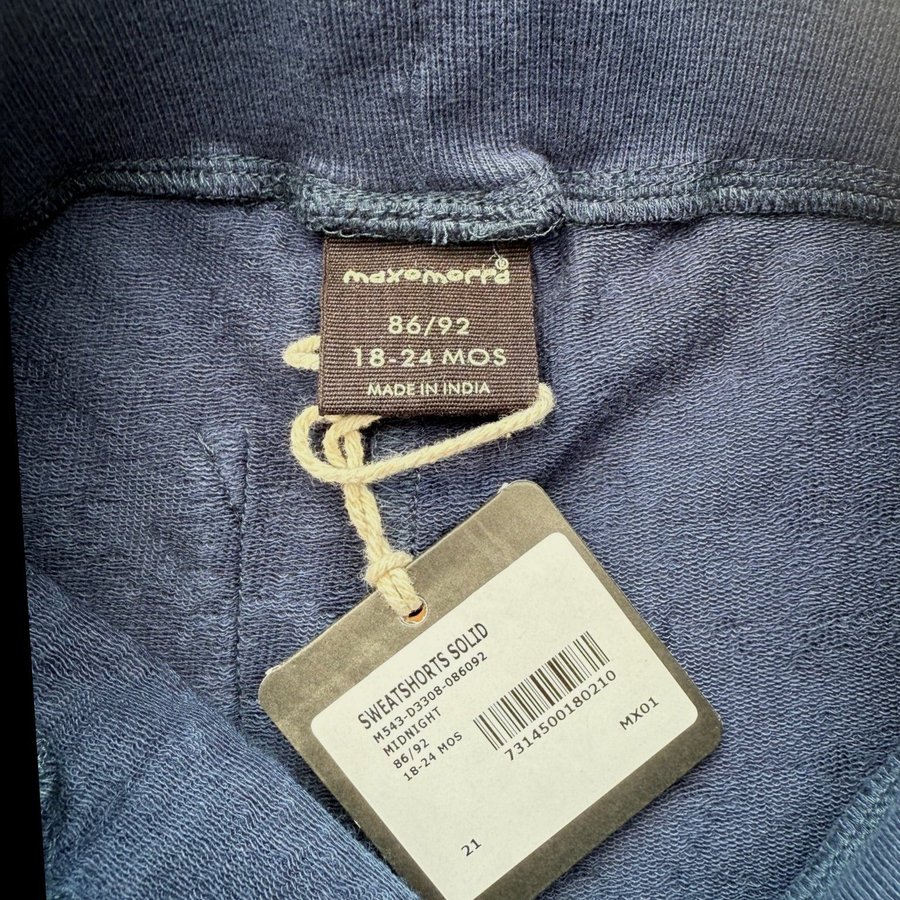 maxomorra®
86/92
18-24 MOS
MADE IN INDIA
SWEATSHORTS SOLID
M543-D3308-086092
MIDNIGHT
86/92
18-24 MOS
7314500180210
MX01
21